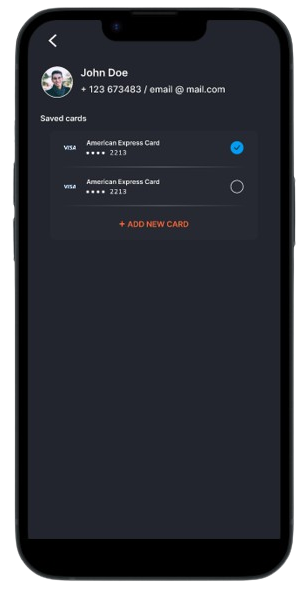 John Doe
+ 123 673483 / email @ mail.com
Saved cards
VISA American Express Card
•••• 2213
VISA American Express Card
•••• 2213
+ ADD NEW CARD